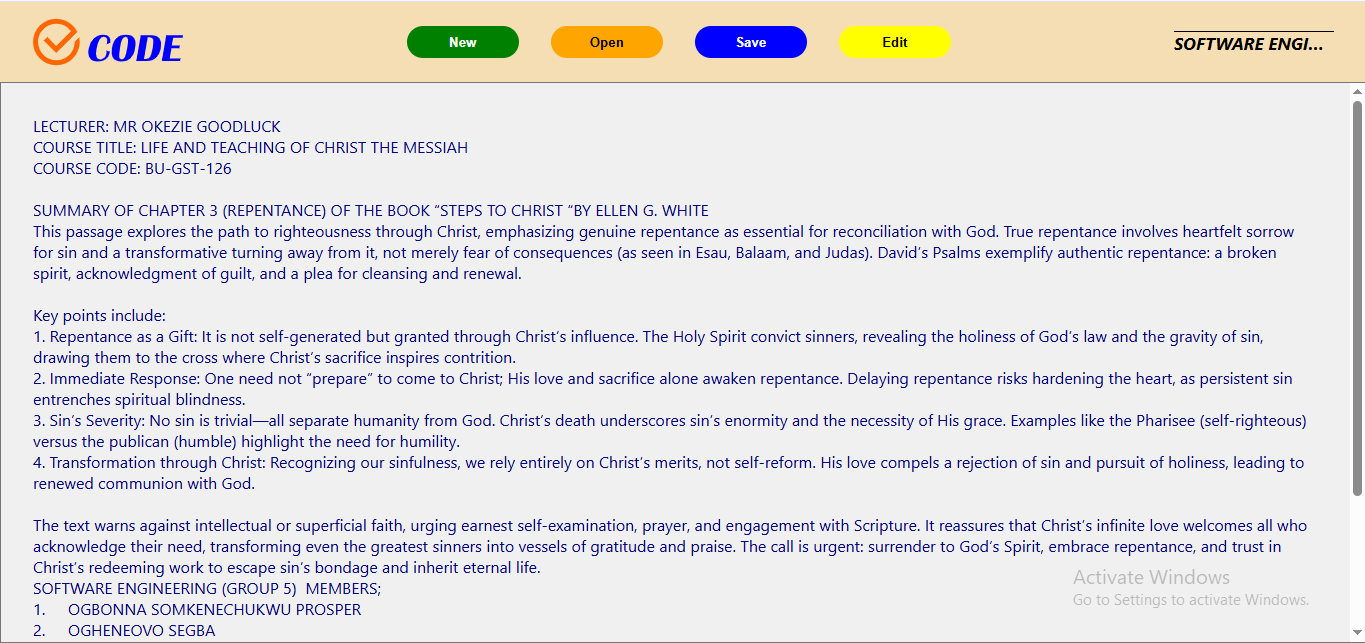 CODE
New
Open
Save
Edit
SOFTWARE ENGI...
LECTURER: MR OKEZIE GOODLUCK
COURSE TITLE: LIFE AND TEACHING OF CHRIST THE MESSIAH
COURSE CODE: BU-GST-126
SUMMARY OF CHAPTER 3 (REPENTANCE) OF THE BOOK “STEPS TO CHRIST “BY ELLEN G. WHITE
This passage explores the path to righteousness through Christ, emphasizing genuine repentance as essential for reconciliation with God. True repentance involves heartfelt sorrow
for sin and a transformative turning away from it, not merely fear of consequences (as seen in Esau, Balaam, and Judas). David’s Psalms exemplify authentic repentance: a broken
spirit, acknowledgment of guilt, and a plea for cleansing and renewal.
Key points include:
1. Repentance as a Gift: It is not self-generated but granted through Christ’s influence. The Holy Spirit convict sinners, revealing the holiness of God’s law and the gravity of sin,
drawing them to the cross where Christ’s sacrifice inspires contrition.
2. Immediate Response: One need not “prepare” to come to Christ; His love and sacrifice alone awaken repentance. Delaying repentance risks hardening the heart, as persistent sin
entrenches spiritual blindness.
3. Sin’s Severity: No sin is trivial—all separate humanity from God. Christ’s death underscores sin’s enormity and the necessity of His grace. Examples like the Pharisee (self-righteous)
versus the publican (humble) highlight the need for humility.
4. Transformation through Christ: Recognizing our sinfulness, we rely entirely on Christ’s merits, not self-reform. His love compels a rejection of sin and pursuit of holiness, leading to
renewed communion with God.
The text warns against intellectual or superficial faith, urging earnest self-examination, prayer, and engagement with Scripture. It reassures that Christ’s infinite love welcomes all who
acknowledge their need, transforming even the greatest sinners into vessels of gratitude and praise. The call is urgent: surrender to God’s Spirit, embrace repentance, and trust in
Christ’s redeeming work to escape sin’s bondage and inherit eternal life.
SOFTWARE ENGINEERING (GROUP 5)  MEMBERS;
1. OGBONNA SOMKENECHUKWU PROSPER
2. OGHENEOVO SEGBA
Activate Windows
Go to Settings to activate Windows.